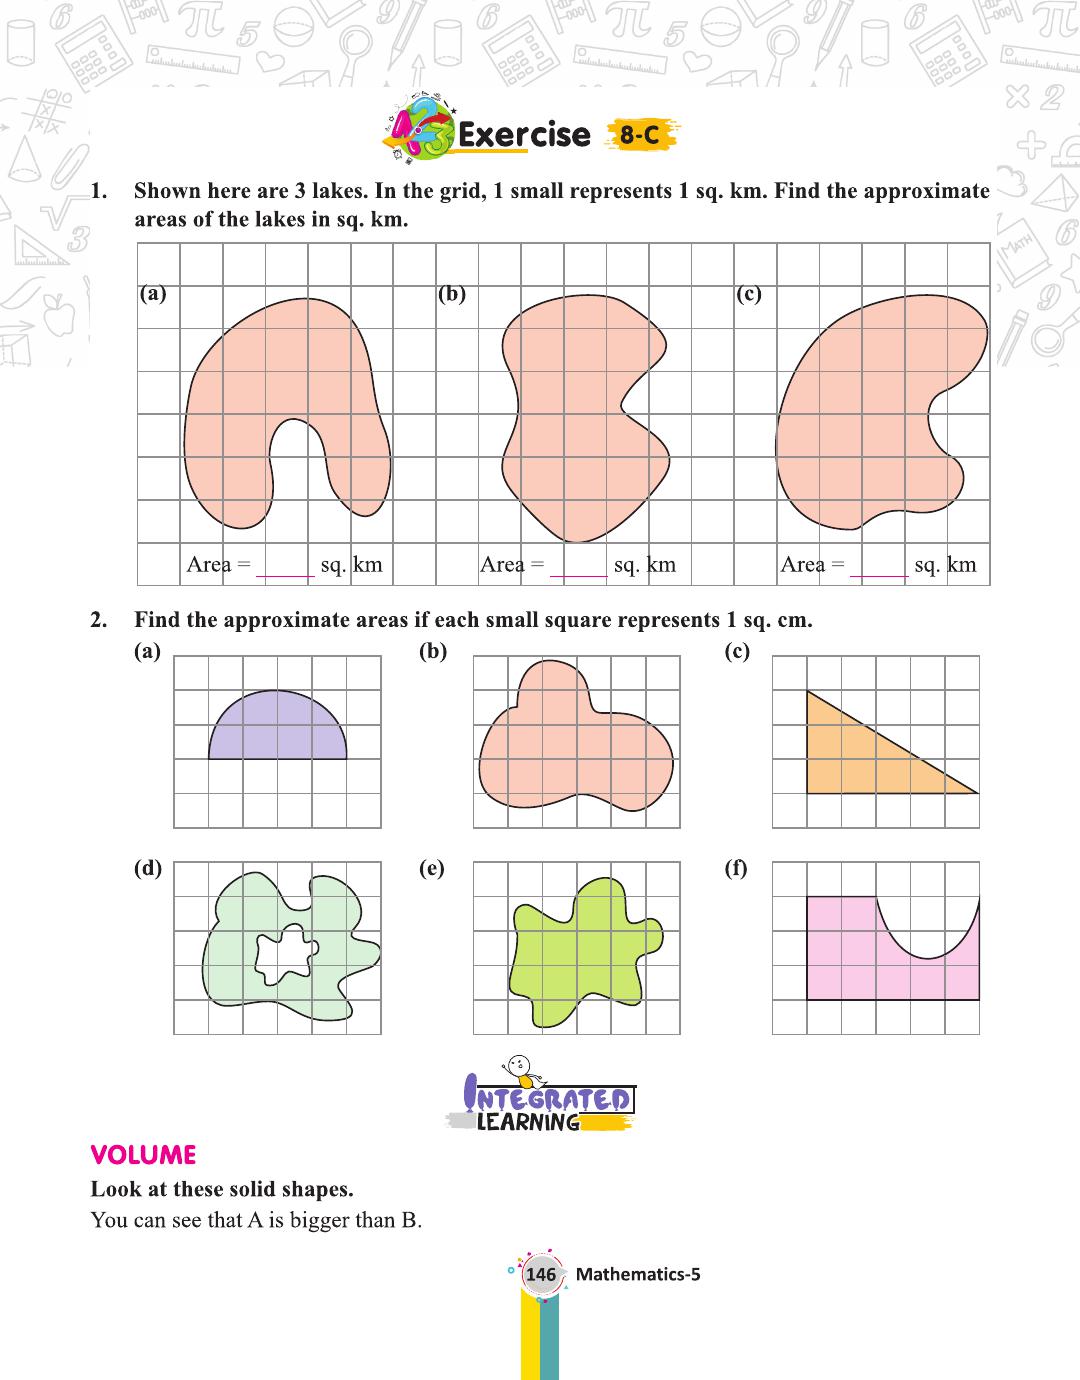 Exercise 8-C
1. Shown here are 3 lakes. In the grid, 1 small represents 1 sq. km. Find the approximate
areas of the lakes in sq. km.
(a) (b) (c)
Area = _____ sq. km Area = _____ sq. km Area = _____ sq. km
2. Find the approximate areas if each small square represents 1 sq. cm.
(a) (b) (c)
(d) (e) (f)
INTEGRATED
LEARNING
VOLUME
Look at these solid shapes.
You can see that A is bigger than B.
146 Mathematics-5